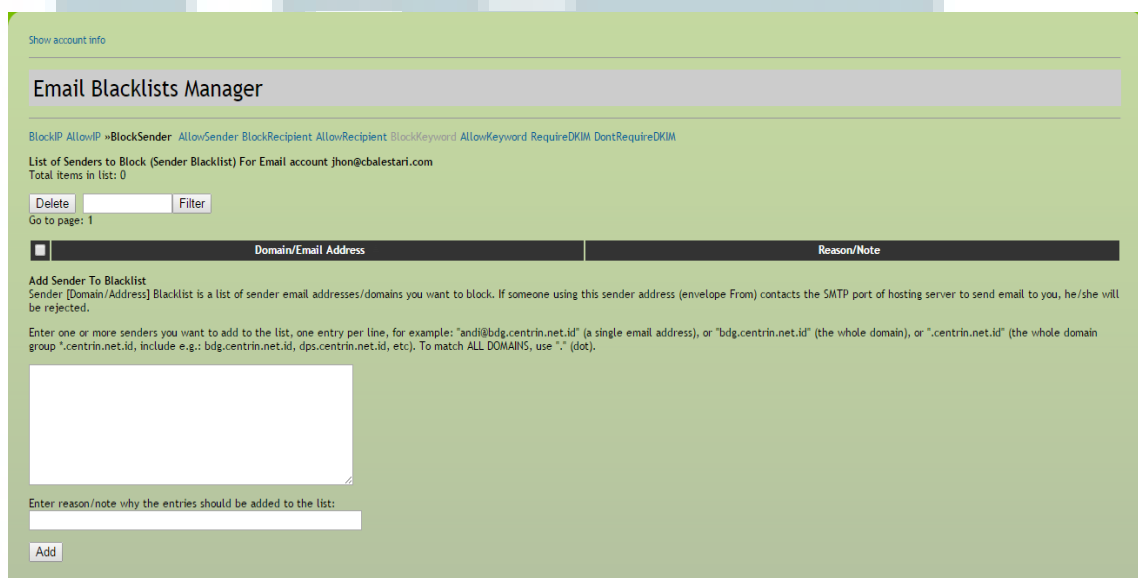 Show account info
Email Blacklists Manager
BlockIP AllowIP »BlockSender AllowSender BlockRecipient AllowRecipient BlockKeyword AllowKeyword RequireDKIM DontRequireDKIM
List of Senders to Block (Sender Blacklist) For Email account jhon@cbalestari.com
Total items in list: 0
Delete Filter
Go to page: 1
Domain/Email Address Reason/Note
Add Sender To Blacklist
Sender [Domain/Address] Blacklist is a list of sender email addresses/domains you want to block. If someone using this sender address (envelope From) contacts the SMTP port of hosting server to send email to you, he/she will
be rejected.
Enter one or more senders you want to add to the list, one entry per line, for example: "andi@bdg.centrin.net.id" (a single email address), or "bdg.centrin.net.id" (the whole domain), or ".centrin.net.id" (the whole domain
group *.centrin.net.id, include e.g.: bdg.centrin.net.id, dps.centrin.net.id, etc). To match ALL DOMAINS, use "." (dot).
Enter reason/note why the entries should be added to the list:
Add